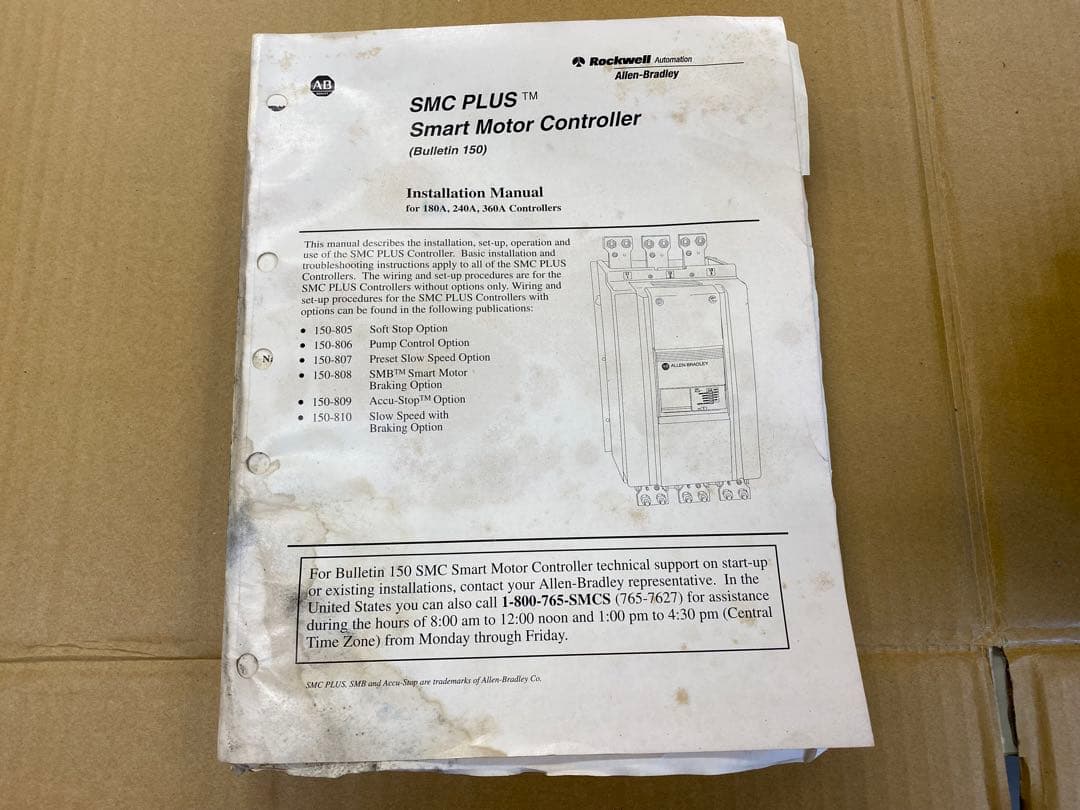 AB
Rockwell Automation
Allen-Bradley
SMC PLUS ™
Smart Motor Controller
(Bulletin 150)
Installation Manual
for 180A, 240A, 360A Controllers
This manual describes the installation, set-up, operation and
use of the SMC PLUS Controller. Basic installation and
troubleshooting instructions apply to all of the SMC PLUS
Controllers. The wiring and set-up procedures are for the
SMC PLUS Controllers without options only. Wiring and
set-up procedures for the SMC PLUS Controllers with
options can be found in the following publications:
• 150-805 Soft Stop Option
• 150-806 Pump Control Option
• 150-807 Preset Slow Speed Option
• 150-808 SMB™ Smart Motor
Braking Option
• 150-809 Accu-Stop™ Option
• 150-810 Slow Speed with
Braking Option
ALLEN-BRADLEY
For Bulletin 150 SMC Smart Motor Controller technical support on start-up
or existing installations, contact your Allen-Bradley representative. In the
United States you can also call 1-800-765-SMCS (765-7627) for assistance
during the hours of 8:00 am to 12:00 noon and 1:00 pm to 4:30 pm (Central
Time Zone) from Monday through Friday.
SMC PLUS, SMB and Accu-Stop are trademarks of Allen-Bradley Co.